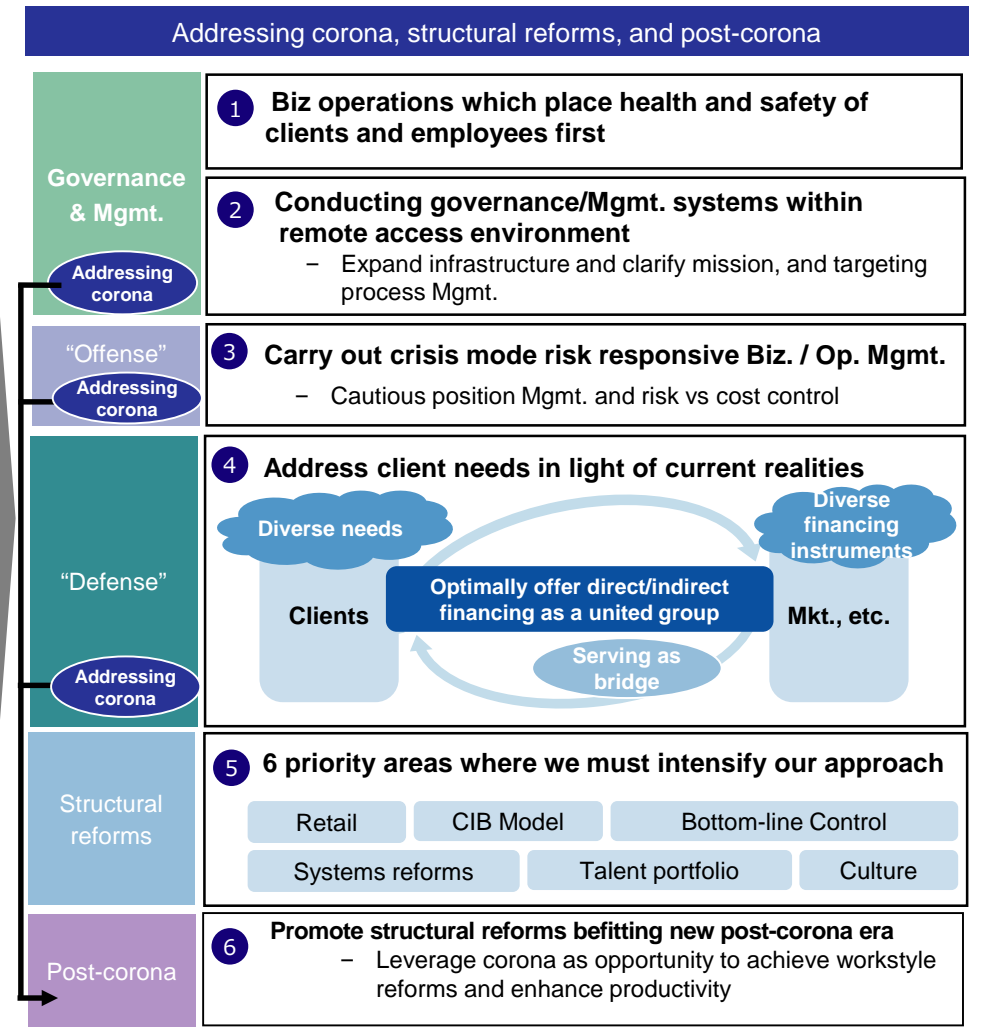 Addressing corona, structural reforms, and post-corona
Governance
& Mgmt.
Addressing
corona
1 Biz operations which place health and safety of
clients and employees first
2 Conducting governance/Mgmt. systems within
remote access environment
− Expand infrastructure and clarify mission, and targeting
process Mgmt.
“Offense”
Addressing
corona
3 Carry out crisis mode risk responsive Biz. / Op. Mgmt.
− Cautious position Mgmt. and risk vs cost control
“Defense”
Addressing
corona
4 Address client needs in light of current realities
Diverse needs
Clients
Diverse
financing
instruments
Mkt., etc.
Optimally offer direct/indirect
financing as a united group
Serving as
bridge
Structural
reforms
5 6 priority areas where we must intensify our approach
Retail
CIB Model
Bottom-line Control
Systems reforms
Talent portfolio
Culture
Post-corona
6 Promote structural reforms befitting new post-corona era
− Leverage corona as opportunity to achieve workstyle
reforms and enhance productivity